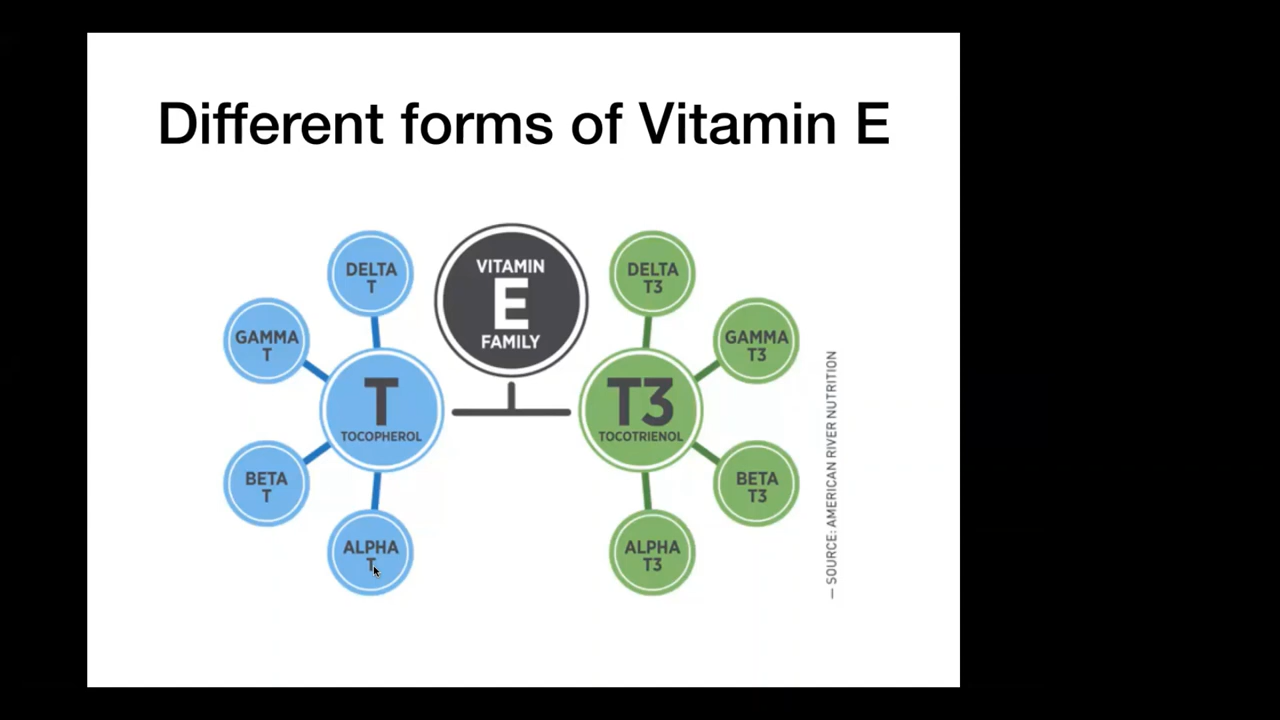 Different forms of Vitamin E
VITAMIN
E
FAMILY
DELTA
T
GAMMA
T
T
TOCOPHEROL
BETA
T
ALPHA
T
DELTA
T3
GAMMA
T3
T3
TOCOTRIENOL
BETA
T3
ALPHA
T3
— SOURCE: AMERICAN RIVER NUTRITION